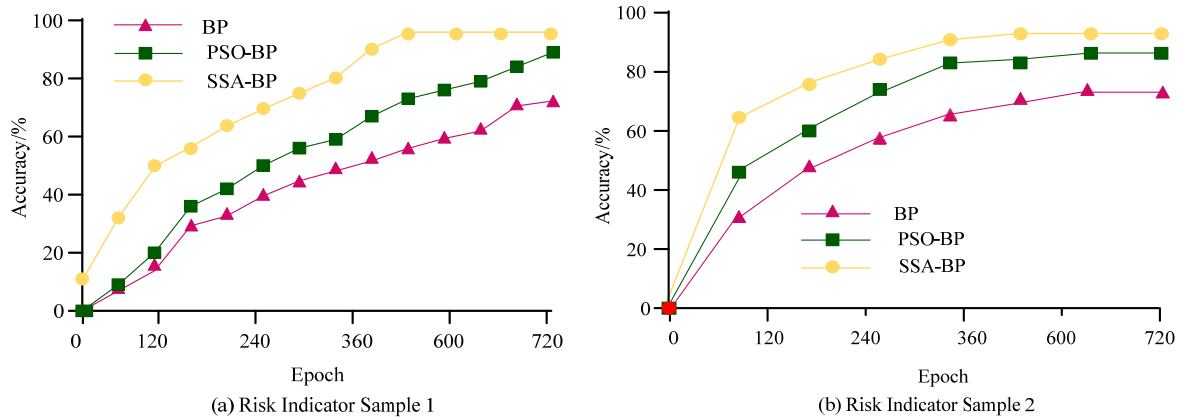 100
80
60
40
20
0
Accuracy/%
BP
PSO-BP
SSA-BP
0 120 240 360 480 600 720
Epoch
(a) Risk Indicator Sample 1
100
80
60
40
20
0
Accuracy/%
BP
PSO-BP
SSA-BP
0 120 240 360 480 600 720
Epoch
(b) Risk Indicator Sample 2